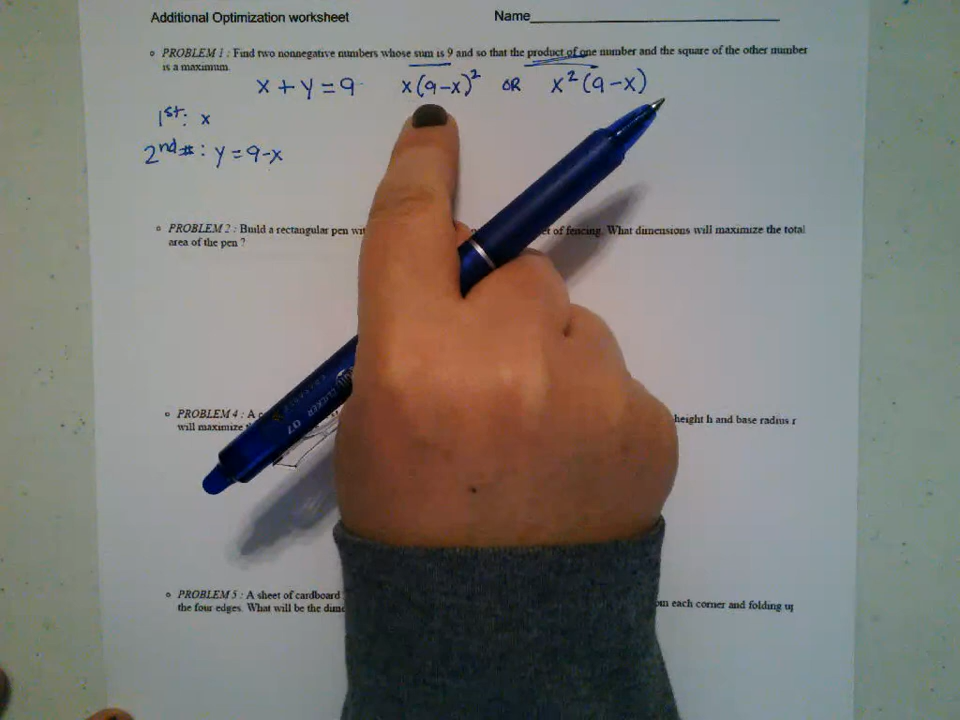 Additional Optimization worksheet Name
PROBLEM 1 : Find two nonnegative numbers whose sum is 9 and so that the product of one number and the square of the other number
is a maximum.
x + y = 9 x(9-x)² OR x²(9-x)
1st: x
2nd #: y = 9-x
PROBLEM 2 : Build a rectangular pen of fencing. What dimensions will maximize the total
area of the pen ?
PROBLEM 4 : A height h and base radius r
will maximize
CLICKER 07
PROBLEM 5 : A sheet of cardboard each corner and folding up
the four edges. What will be the